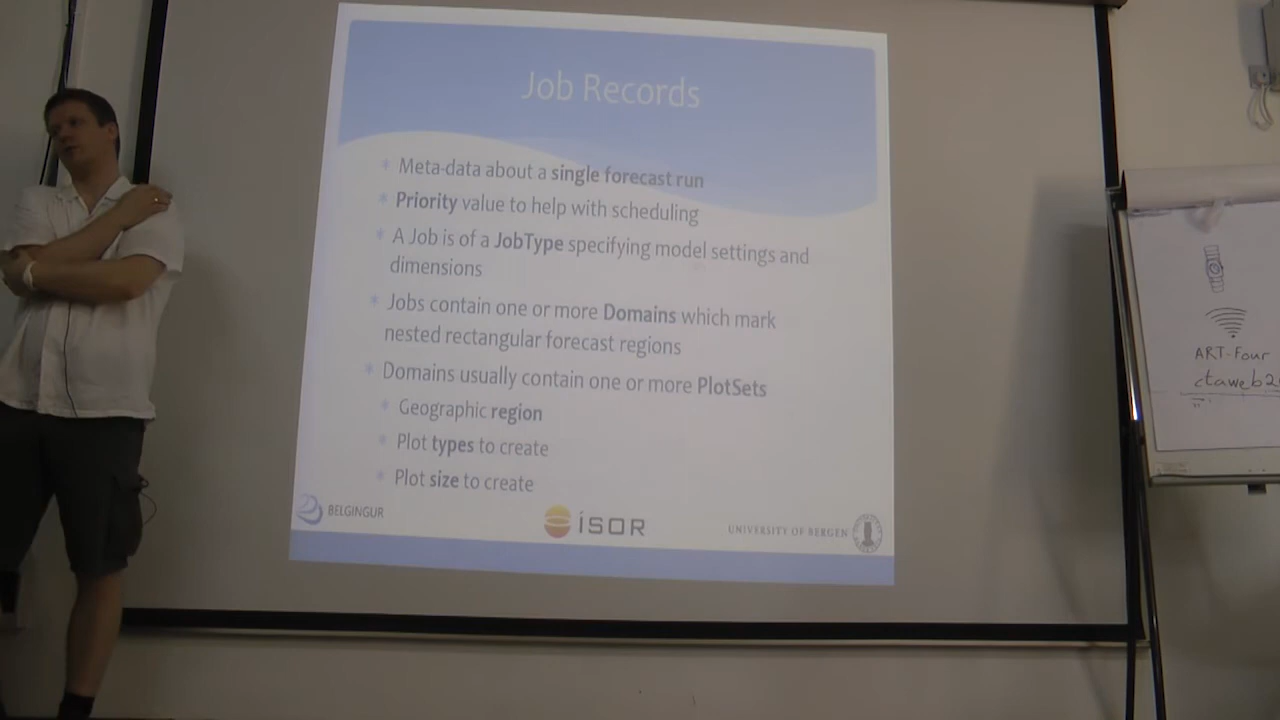 Job Records
Meta-data about a single forecast run
Priority value to help with scheduling
A Job is of a JobType specifying model settings and
dimensions
Jobs contain one or more Domains which mark
nested rectangular forecast regions
Domains usually contain one or more PlotSets
Geographic region
Plot types to create
Plot size to create
BELGINGUR
ÍSOR
UNIVERSITY OF BERGEN
ART-Four